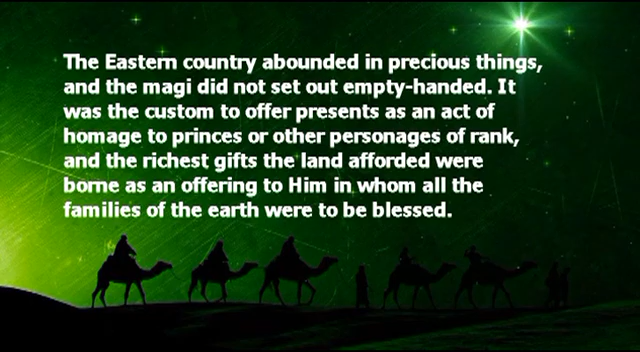 The Eastern country abounded in precious things,
and the magi did not set out empty-handed. It
was the custom to offer presents as an act of
homage to princes or other personages of rank,
and the richest gifts the land afforded were
borne as an offering to Him in whom all the
families of the earth were to be blessed.